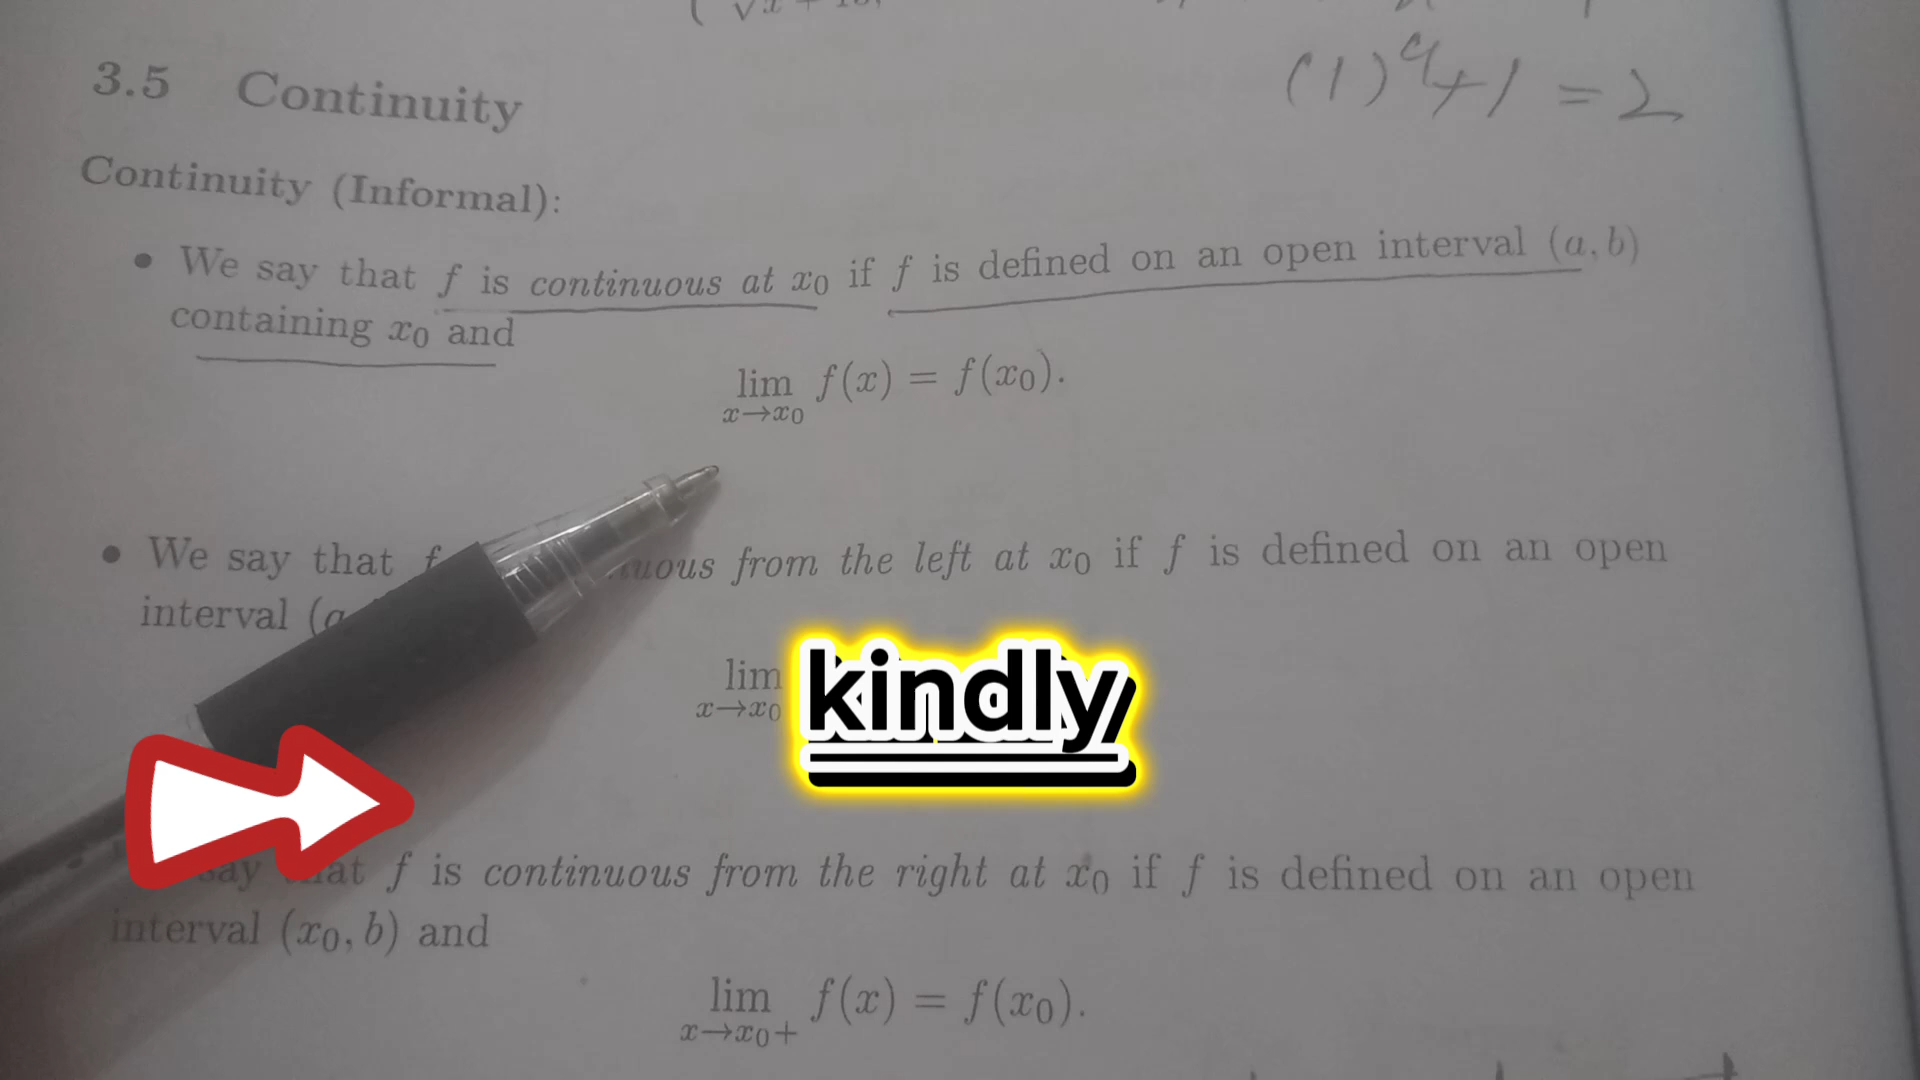 3.5 Continuity
(1)⁴+1 = 2
Continuity (Informal):
• We say that f is continuous at x₀ if f is defined on an open interval (a, b)
containing x₀ and
lim f(x) = f(x₀).
x→x₀
• We say that f from the left at x₀ if f is defined on an open
interval
lim
x→x₀
kindly
f is continuous from the right at x₀ if f is defined on an open
interval (x₀, b) and
lim f(x) = f(x₀).
x→x₀+